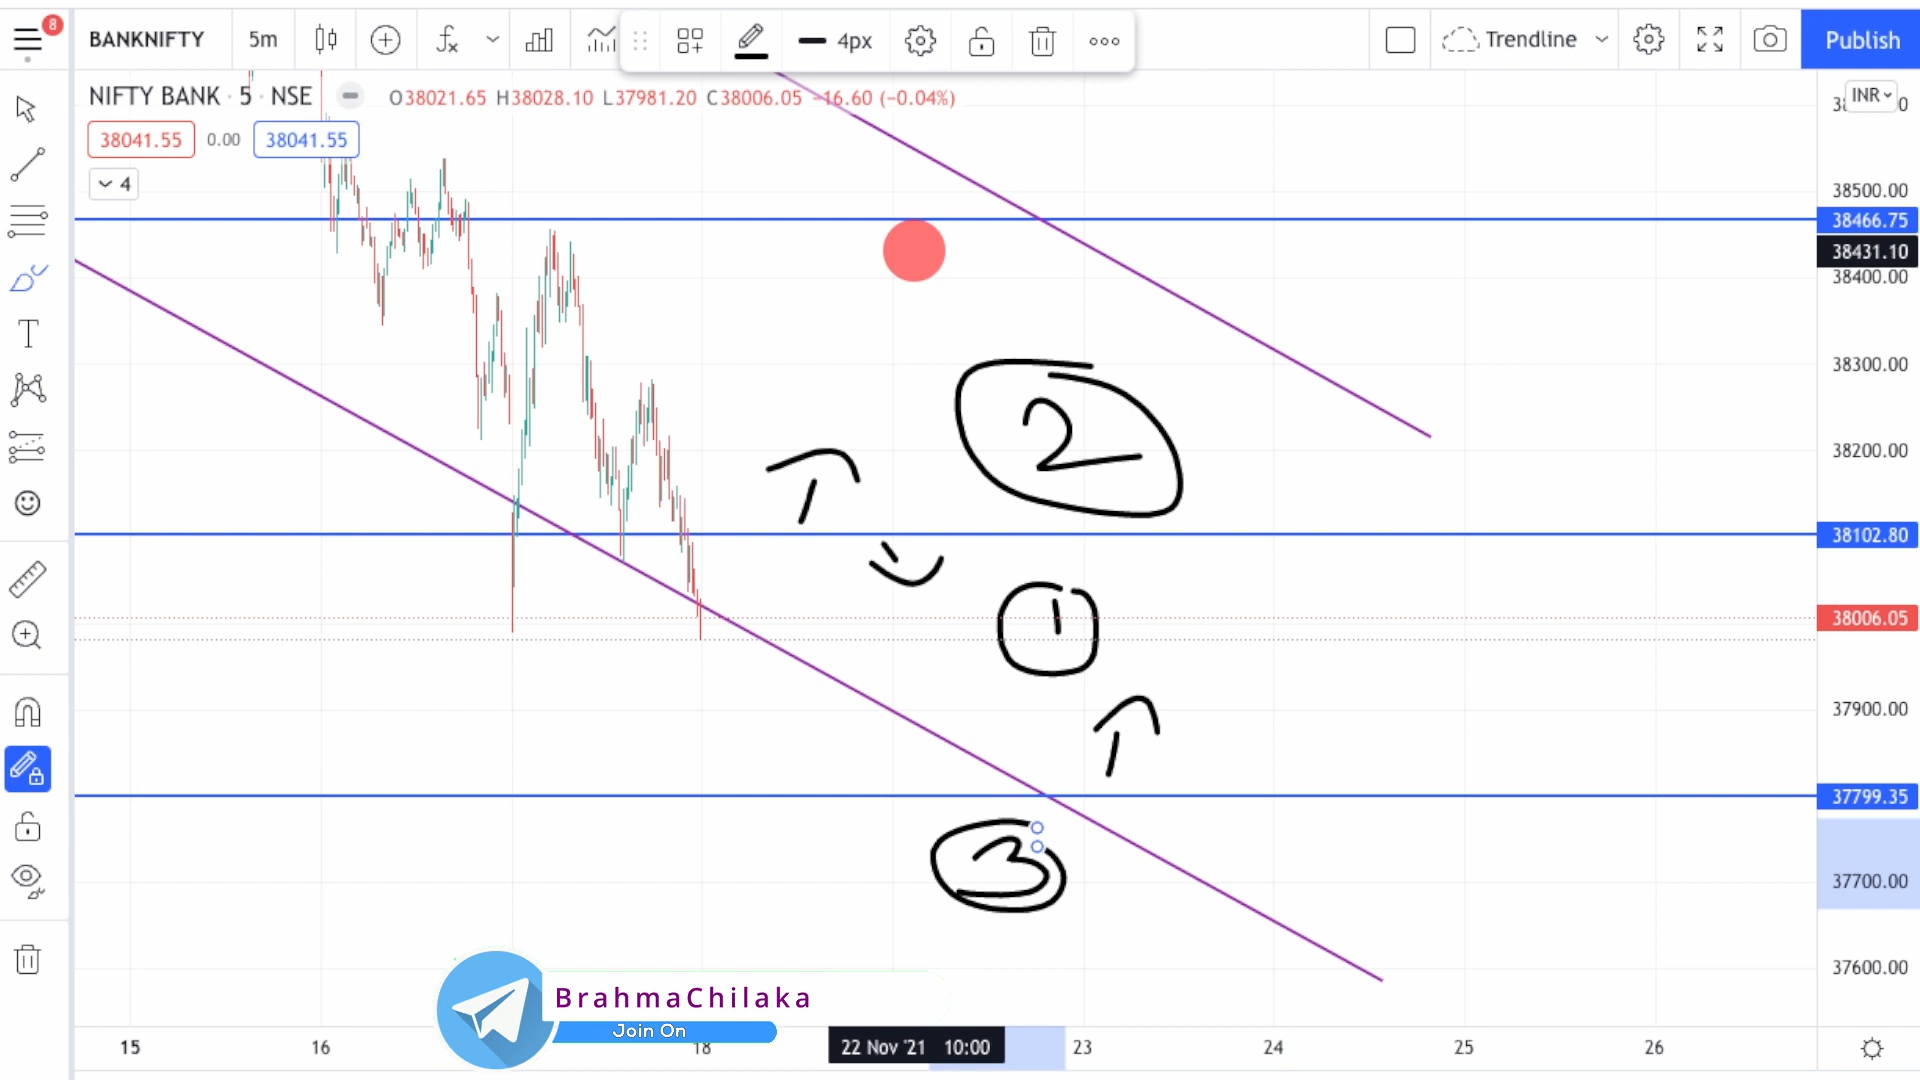 8
BANKNIFTY 5m 4px Trendline Publish
NIFTY BANK · 5 · NSE O38021.65 H38028.10 L37981.20 C38006.05 −16.60 (−0.04%)
INR
38041.55 0.00 38041.55
4
38500.00
38466.75
38431.10
38400.00
38300.00
2
38200.00
38102.80
1
38006.05
37900.00
37799.35
3
37700.00
37600.00
BrahmaChilaka
Join On
15 16 18 22 Nov '21 10:00 23 24 25 26